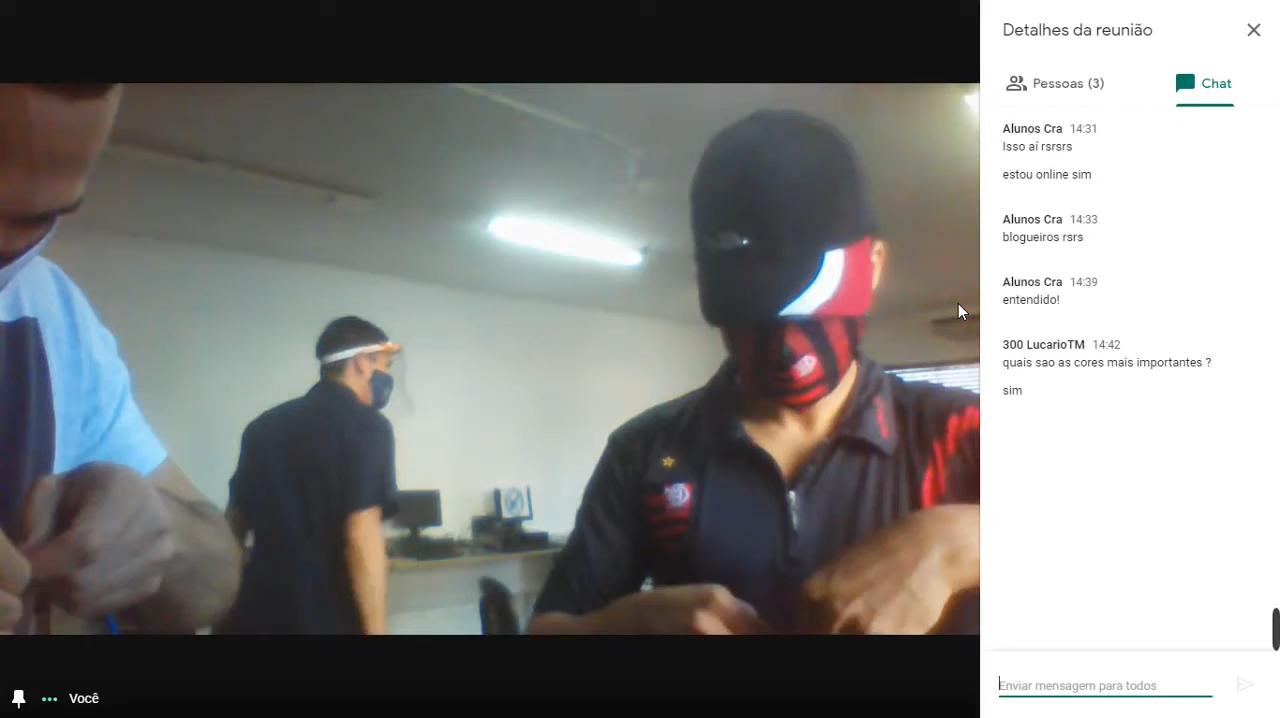 Detalhes da reunião
Pessoas (3)
Chat
Alunos Cra 14:31
Isso aí rsrsrs
estou online sim
Alunos Cra 14:33
blogueiros rsrs
Alunos Cra 14:39
entendido!
300 LucarioTM 14:42
quais sao as cores mais importantes ?
sim
Enviar mensagem para todos
Você